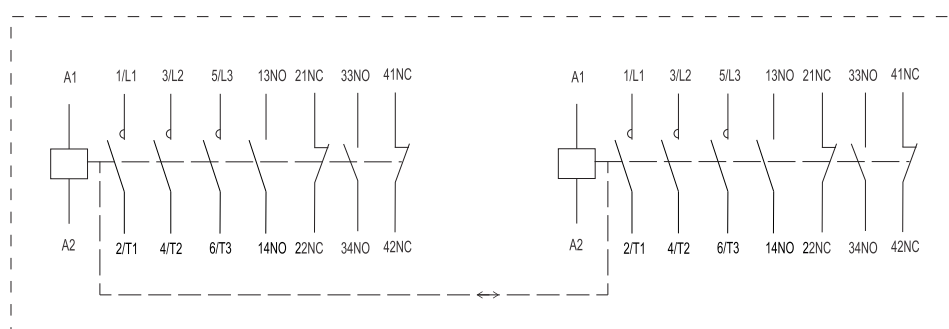 A1 1/L1 3/L2 5/L3 13NO 21NC 33NO 41NC A1 1/L1 3/L2 5/L3 13NO 21NC 33NO 41NC
A2 2/T1 4/T2 6/T3 14NO 22NC 34NO 42NC A2 2/T1 4/T2 6/T3 14NO 22NC 34NO 42NC